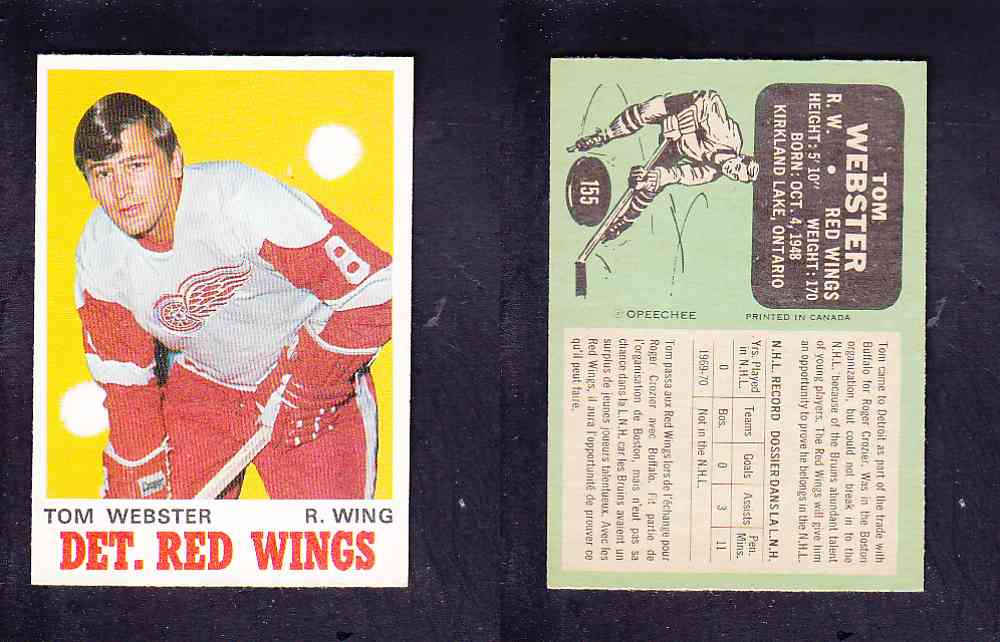 8
TOM WEBSTER R. WING
DET. RED WINGS
TOM
WEBSTER
R. W. • RED WINGS
HEIGHT: 5' 10" WEIGHT: 170
BORN: OCT. 4, 1948
KIRKLAND LAKE, ONTARIO
155
© OPEECHEE PRINTED IN CANADA
Tom came to Detroit as part of the trade with
Buffalo for Roger Crozier. Was in the Boston
organization, but could not break in to the
N.H.L. because of the Bruins abundant talent
of young players. The Red Wings will give him
an opportunity to prove he belongs in the N.H.L.
N.H.L. RECORD DOSSIER DANS LA L.N.H.
Yrs. Played in N.H.L. Teams Goals Assists Pen. Mins.
0 Bos. 0 3 11
1969-70 Not in the N.H.L.
Tom passa aux Red Wings lors de l'échange pour
Roger Crozier avec Buffalo. Fit partie de
l'organisation de Boston, mais n'eut pas sa
chance dans la L.N.H. car les Bruins avaient un
surplus de jeunes joueurs talentueux. Avec les
Red Wings, il aura l'opportunité de prouver ce
qu'il peut faire.